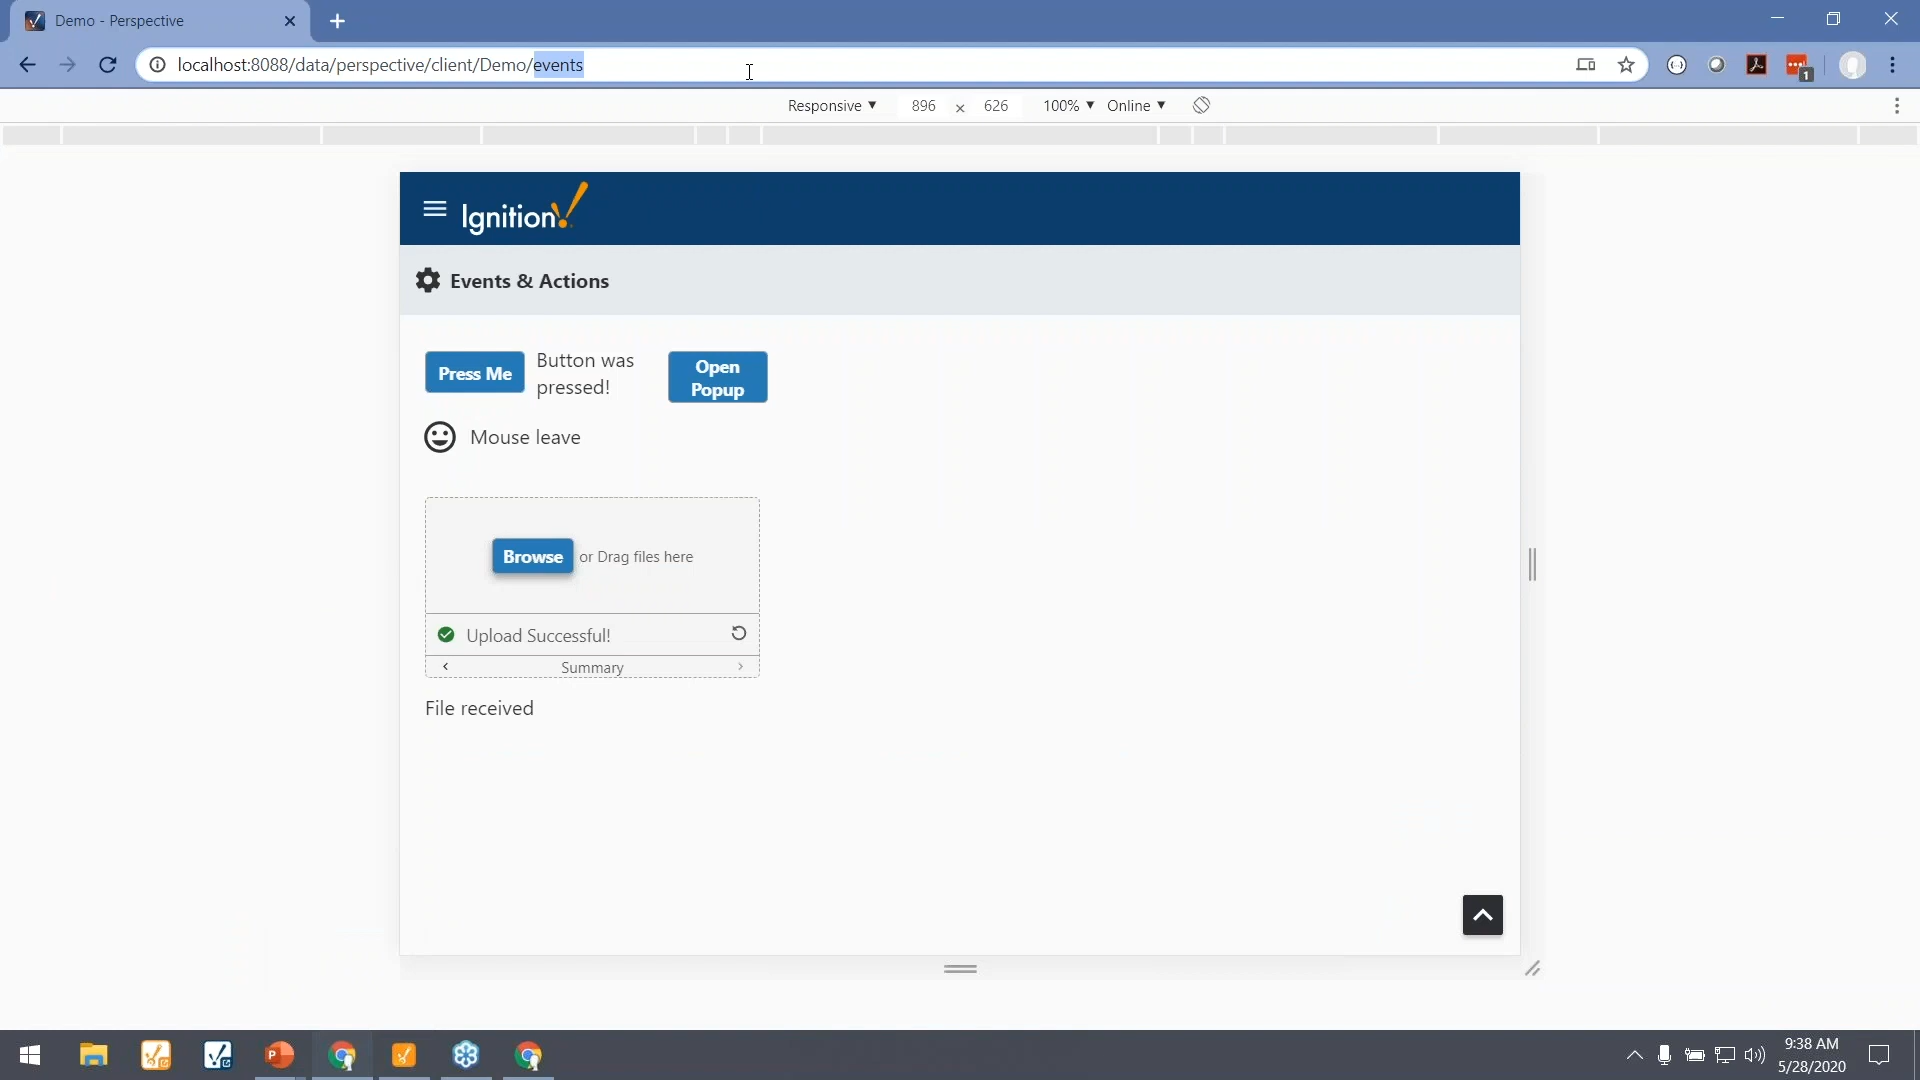 Demo - Perspective
localhost:8088/data/perspective/client/Demo/events
1
Responsive ▼ 896 × 626 100% ▼ Online ▼
Ignition!
Events & Actions
Press Me
Button was
pressed!
Open
Popup
Mouse leave
Browse or Drag files here
Upload Successful!
Summary
File received
9:38 AM
5/28/2020